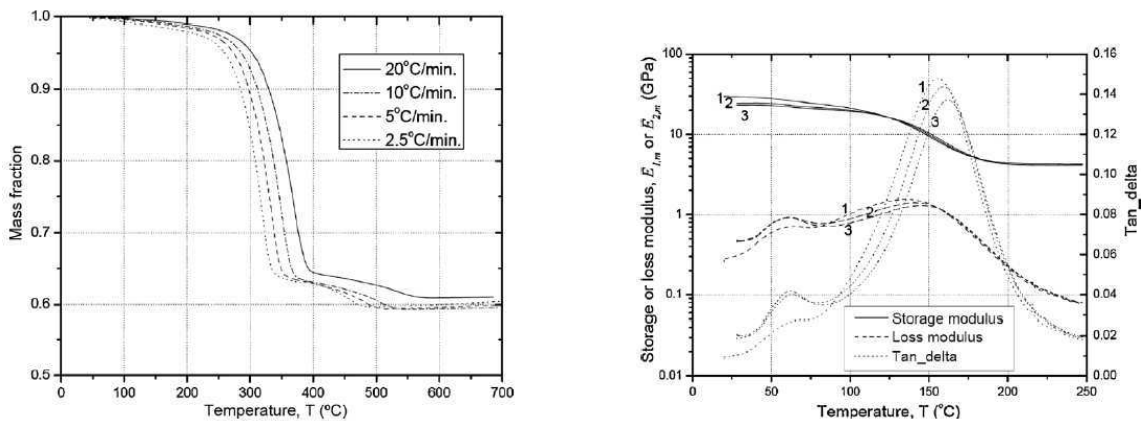 1.0
0.9
0.8
0.7
0.6
0.5
Mass fraction
20°C/min.
10°C/min.
5°C/min.
2.5°C/min.
0 100 200 300 400 500 600 700
Temperature, T (°C)
100
10
1
0.1
0.01
Storage or loss modulus, E1,m or E2,m (GPa)
1
2
3
1
2
3
1
2
3
Storage modulus
Loss modulus
Tan_delta
0.16
0.14
0.12
0.10
0.08
0.06
0.04
0.02
0.00
Tan_delta
0 50 100 150 200 250
Temperature, T (°C)